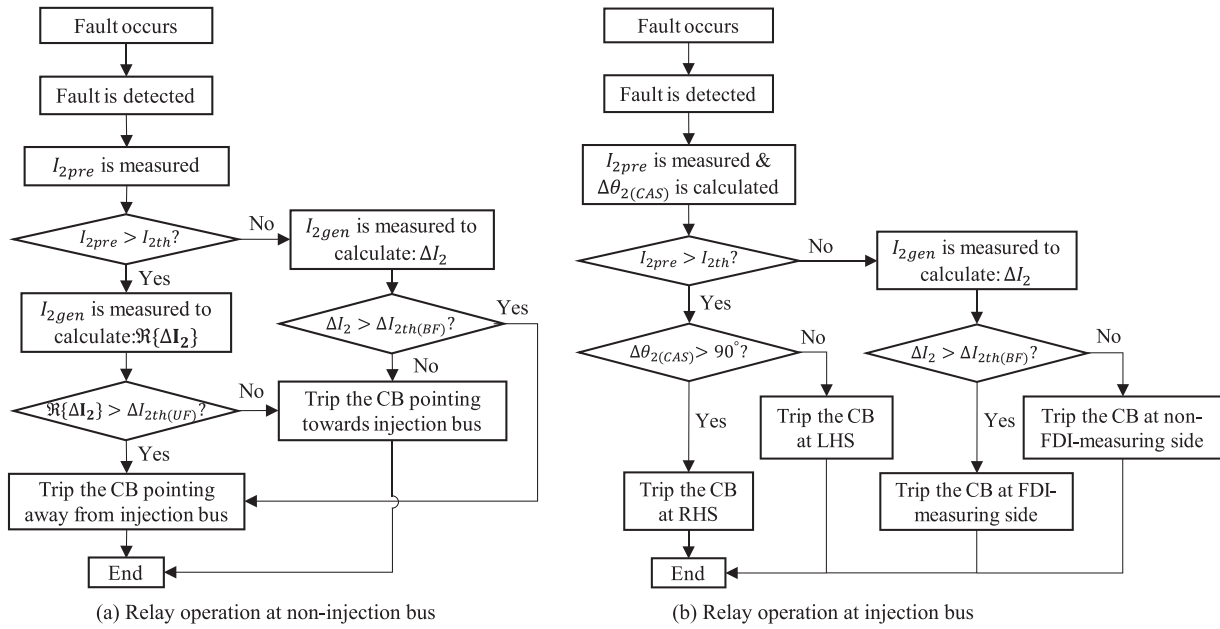 Fault occurs
Fault is detected
I2pre is measured
I2pre > I2th?
No
Yes
I2gen is measured to
calculate: ΔI2
I2gen is measured to
calculate:ℜ{ΔI2}
ΔI2 > ΔI2th(BF)?
Yes
No
ℜ{ΔI2} > ΔI2th(UF)?
No
Yes
Trip the CB pointing
towards injection bus
Trip the CB pointing
away from injection bus
End
(a) Relay operation at non-injection bus
Fault occurs
Fault is detected
I2pre is measured &
Δθ2(CAS) is calculated
I2pre > I2th?
No
Yes
I2gen is measured to
calculate: ΔI2
Δθ2(CAS) > 90°?
No
Yes
ΔI2 > ΔI2th(BF)?
No
Yes
Trip the CB
at LHS
Trip the CB at non-
FDI-measuring side
Trip the CB
at RHS
Trip the CB at FDI-
measuring side
End
(b) Relay operation at injection bus